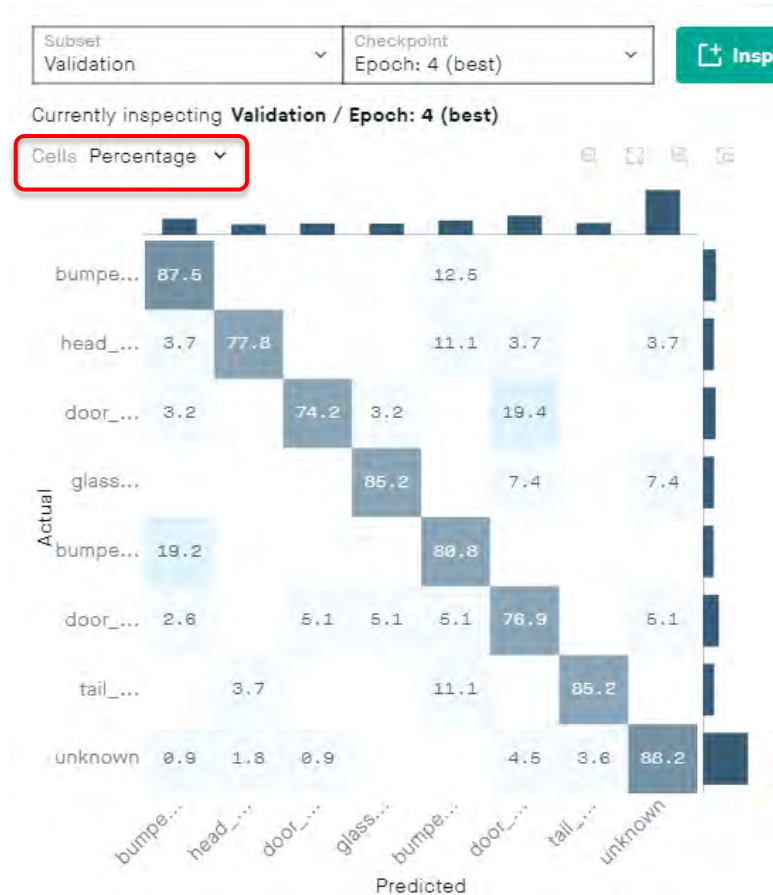 Subset
Validation
Checkpoint
Epoch: 4 (best)
Insp
Currently inspecting Validation / Epoch: 4 (best)
Cells Percentage
bumpe... 87.5 12.5
head_... 3.7 77.8 11.1 3.7 3.7
door_... 3.2 74.2 3.2 19.4
glass... 85.2 7.4 7.4
Actual
bumpe... 19.2 80.8
door_... 2.6 5.1 5.1 5.1 76.9 5.1
tail_... 3.7 11.1 85.2
unknown 0.9 1.8 0.9 4.5 3.6 88.2
bumpe... head_... door_... glass... bumpe... door_... tail_... unknown
Predicted